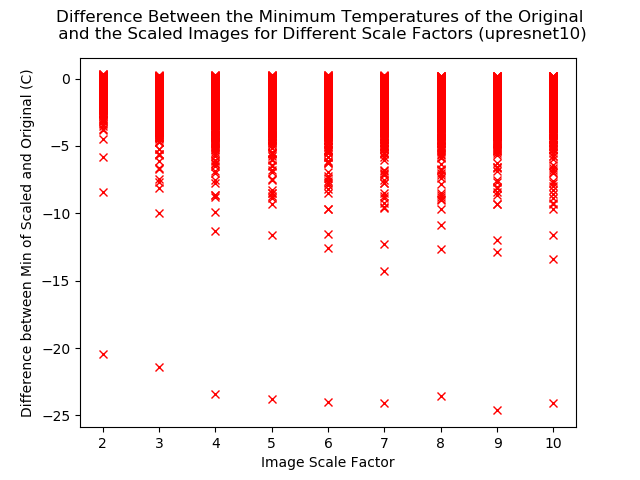 Difference Between the Minimum Temperatures of the Original
and the Scaled Images for Different Scale Factors (upresnet10)
Difference between Min of Scaled and Original (C)
0
−5
−10
−15
−20
−25
2 3 4 5 6 7 8 9 10
Image Scale Factor